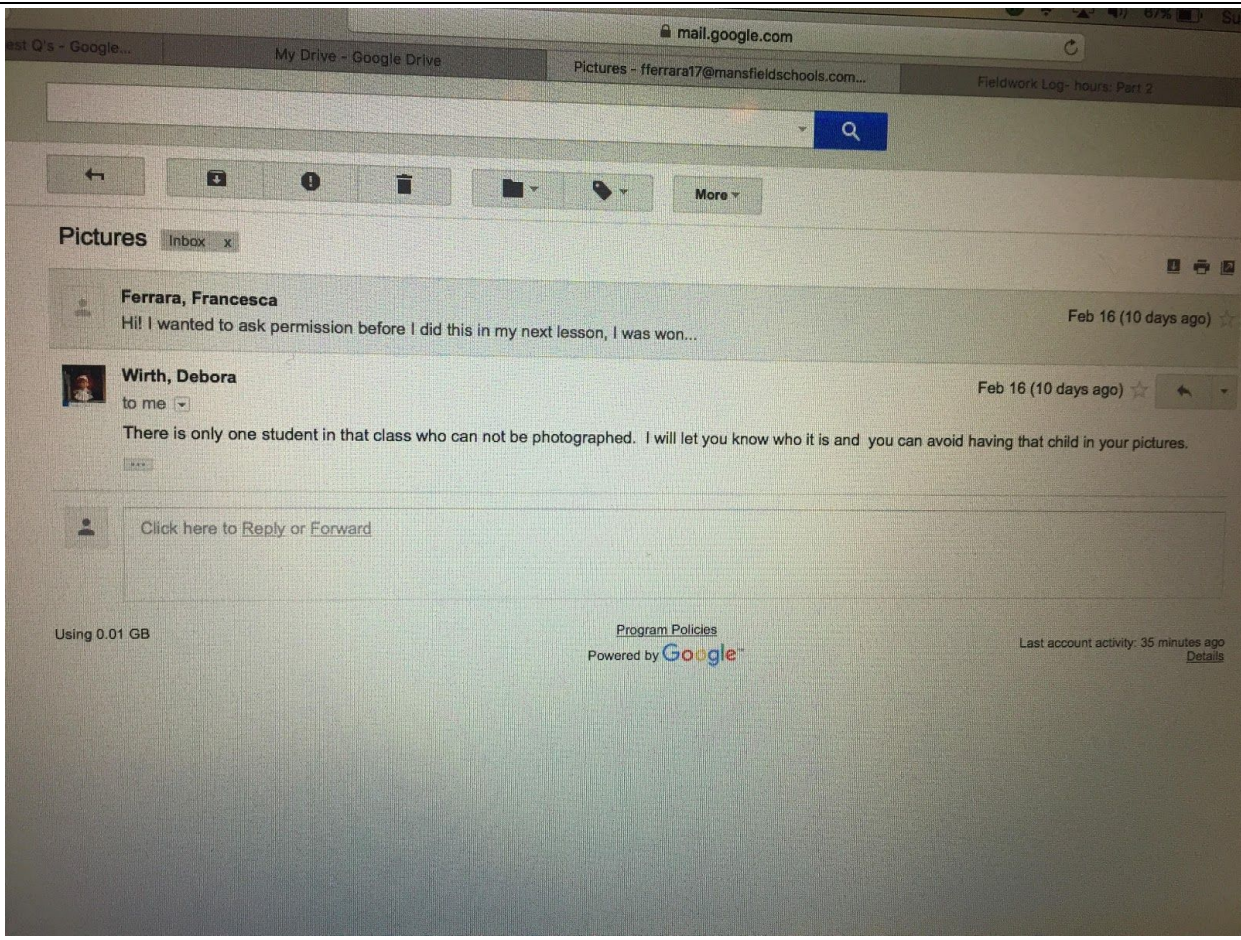 67% Su
mail.google.com
est Q's - Google...
My Drive - Google Drive
Pictures - fferrara17@mansfieldschools.com...
Fieldwork Log- hours: Part 2
More
Pictures Inbox x
Ferrara, Francesca
Feb 16 (10 days ago)
Hi! I wanted to ask permission before I did this in my next lesson, I was won...
Wirth, Debora
Feb 16 (10 days ago)
to me
There is only one student in that class who can not be photographed. I will let you know who it is and you can avoid having that child in your pictures.
Click here to Reply or Forward
Using 0.01 GB
Program Policies
Powered by Google™
Last account activity: 35 minutes ago
Details